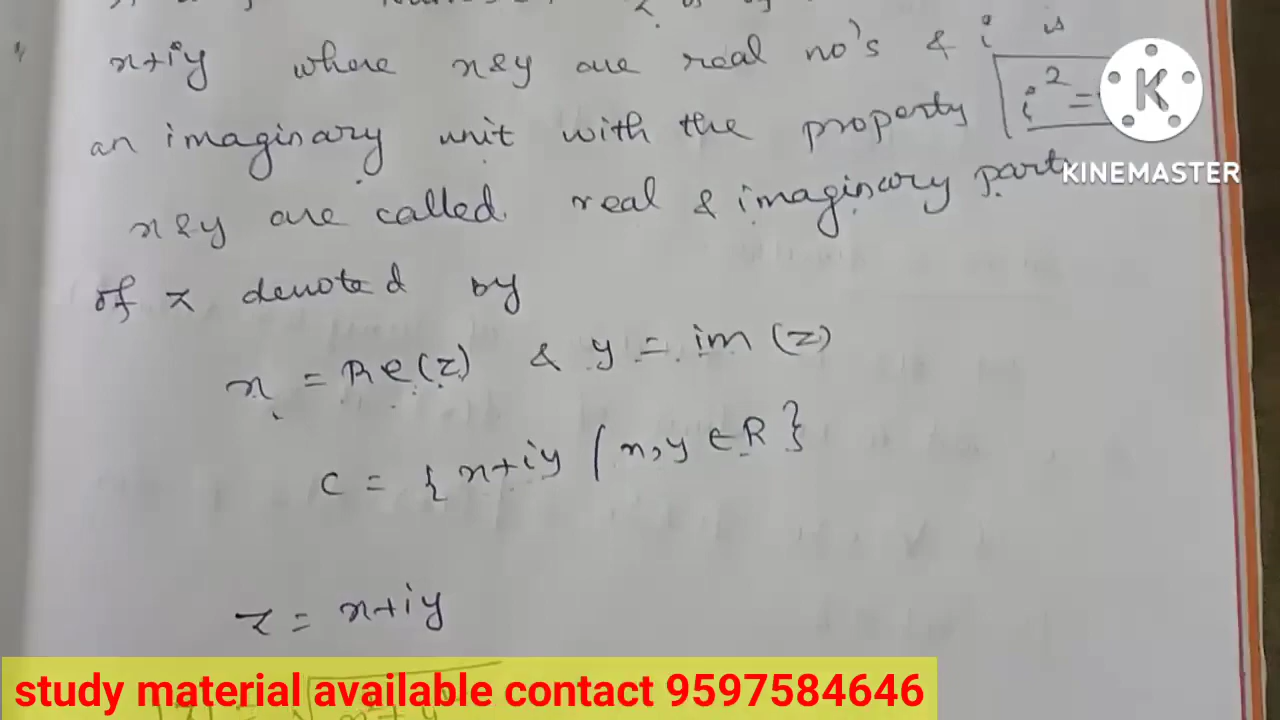 x+iy where x&y are real no's & i is
an imaginary unit with the property i² =
KINEMASTER
x &y are called. real & imaginary part
of z denoted by
x = Re(z) & y = im (z)
C = { x+iy / x, y ∈ R }
z = x+iy
study material available contact 9597584646